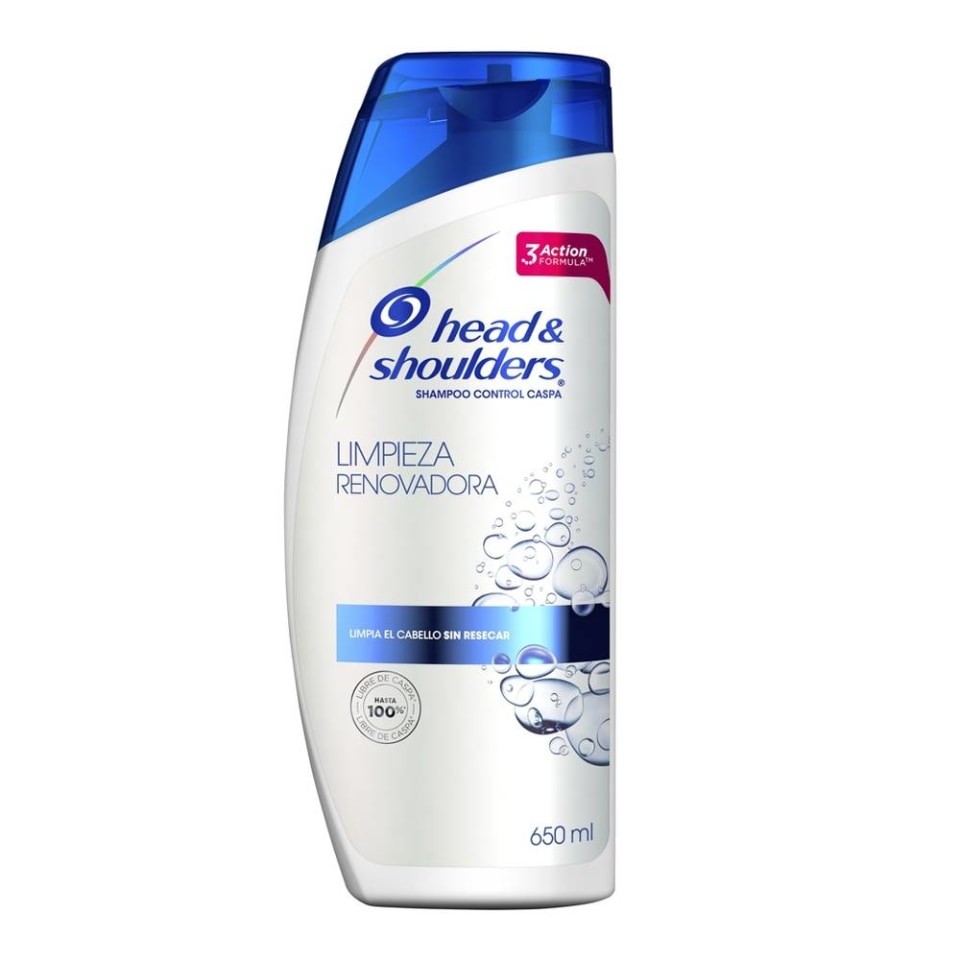 3 Action
FORMULA™
head &
shoulders®
SHAMPOO CONTROL CASPA
LIMPIEZA
RENOVADORA
LIMPIA EL CABELLO SIN RESECAR
LIBRE DE CASPA*
HASTA
100%*
LIBRE DE CASPA*
650 ml